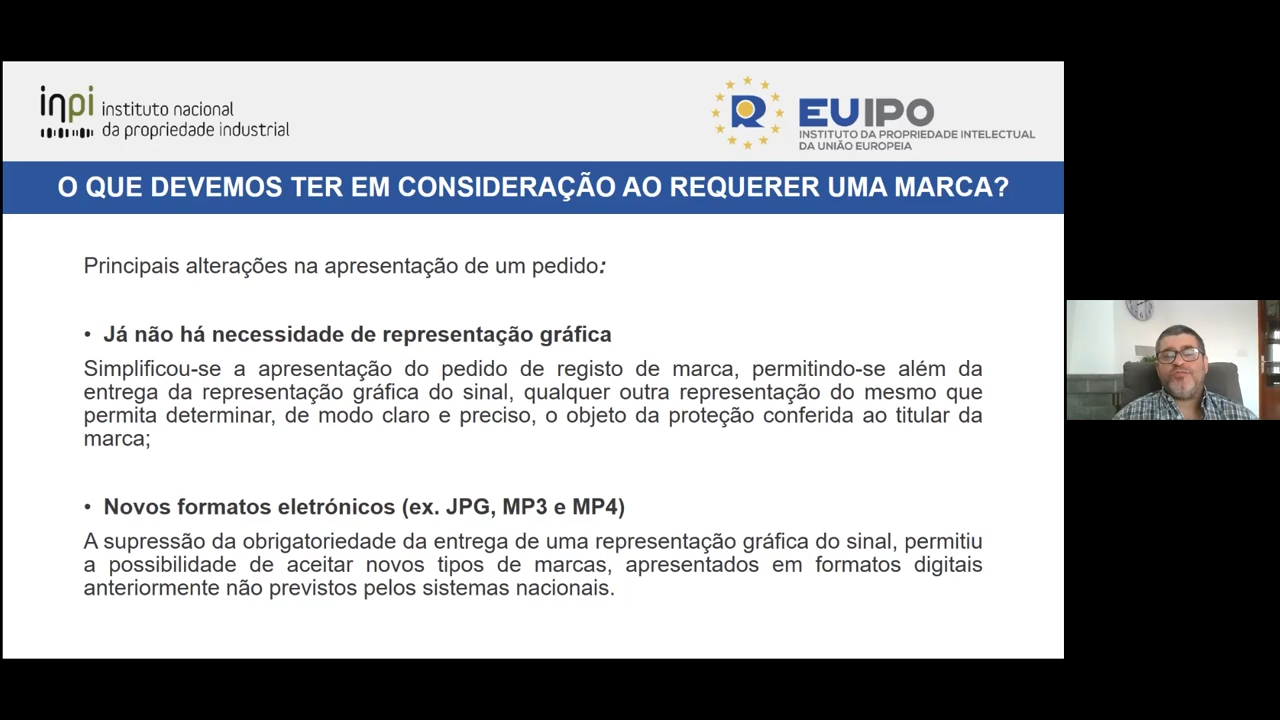 inpi instituto nacional
da propriedade industrial
EUIPO
INSTITUTO DA PROPRIEDADE INTELECTUAL
DA UNIÃO EUROPEIA
O QUE DEVEMOS TER EM CONSIDERAÇÃO AO REQUERER UMA MARCA?
Principais alterações na apresentação de um pedido:
• Já não há necessidade de representação gráfica
Simplificou-se a apresentação do pedido de registo de marca, permitindo-se além da
entrega da representação gráfica do sinal, qualquer outra representação do mesmo que
permita determinar, de modo claro e preciso, o objeto da proteção conferida ao titular da
marca;
• Novos formatos eletrónicos (ex. JPG, MP3 e MP4)
A supressão da obrigatoriedade da entrega de uma representação gráfica do sinal, permitiu
a possibilidade de aceitar novos tipos de marcas, apresentados em formatos digitais
anteriormente não previstos pelos sistemas nacionais.